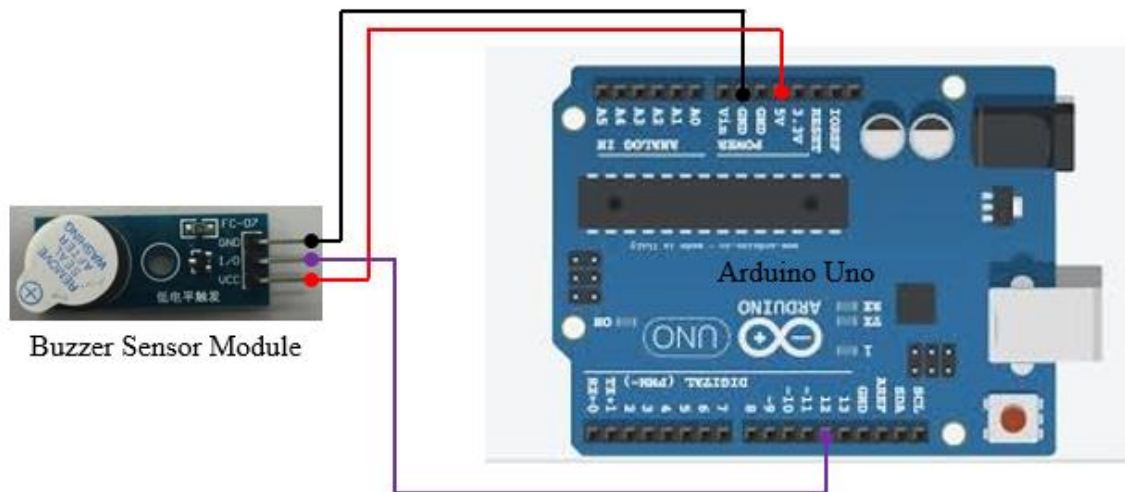 REMOVE
SEAL
AFTER
WASHING
FC-07
GND
I/O
VCC
低电平触发
Buzzer Sensor Module
A5
A4
A3
A2
A1
A0
ANALOG IN
Vin
GND
GND
5V
3.3V
RESET
IOREF
POWER
Arduino Uno
ON
UNO
ARDUINO
RX
TX
L
DIGITAL (PWM~)
RX←0
TX→1
2
3
4
5
6
7
8
~9
~10
~11
12
13
GND
AREF
SDA
SCL